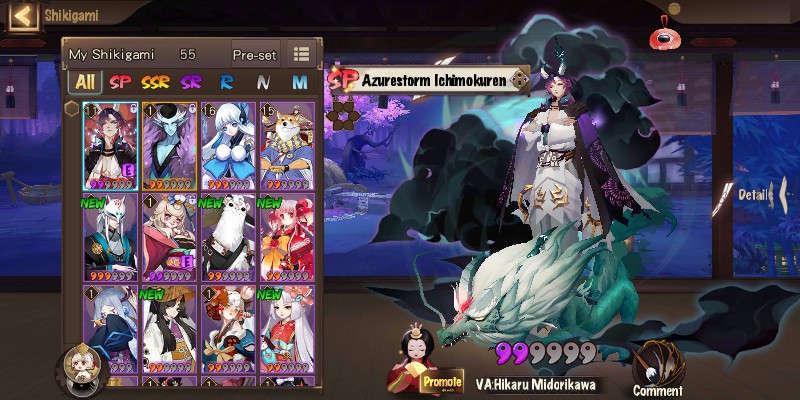 Shikigami
My Shikigami 55 Pre-set
All SP SSR SR R N M
SP Azurestorm Ichimokuren
11 1 16 15
E
NEW 1 NEW NEW
E
1 NEW 1 NEW
Detail
Promote
VA:Hikaru Midorikawa
Comment